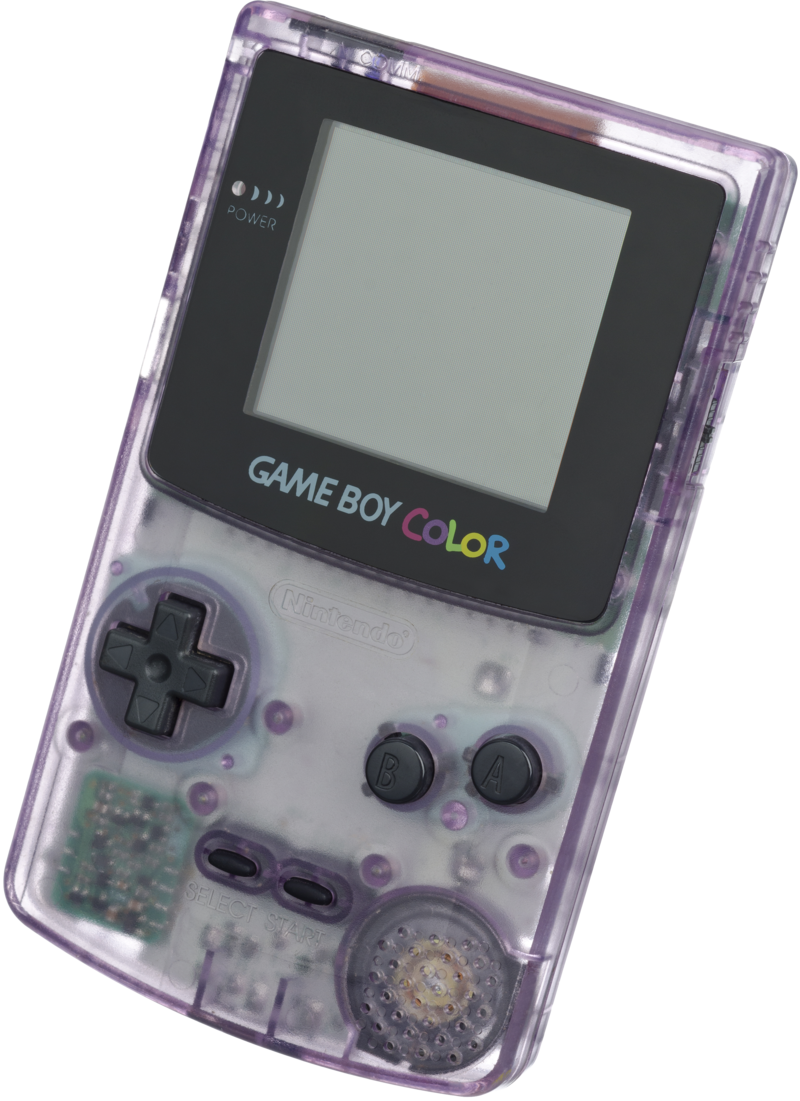 COMM
POWER
GAME BOY COLOR
Nintendo®
B A
SELECT START